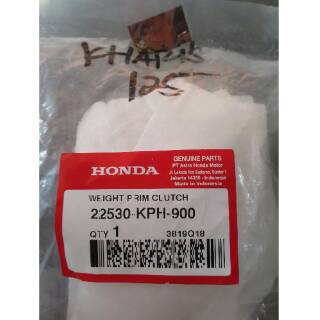 KHARIS
125
HONDA
GENUINE PARTS
PT Astra Honda Motor
Jakarta 14350 - Indonesia
Made in Indonesia
WEIGHT PRIM CLUTCH
22530-KPH-900
QTY 1 3819Q18